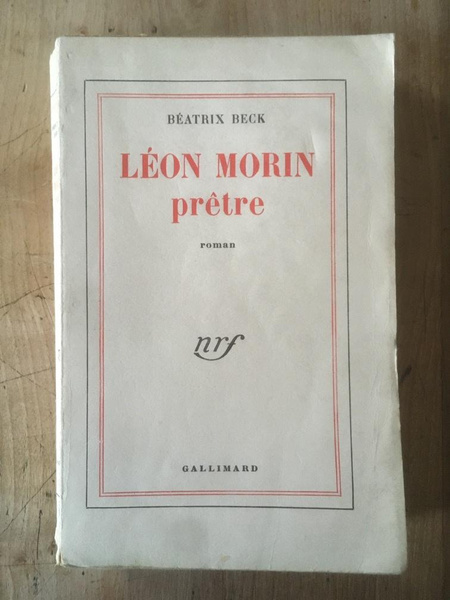 BÉATRIX BECK
LÉON MORIN
prêtre
roman
nrf
GALLIMARD